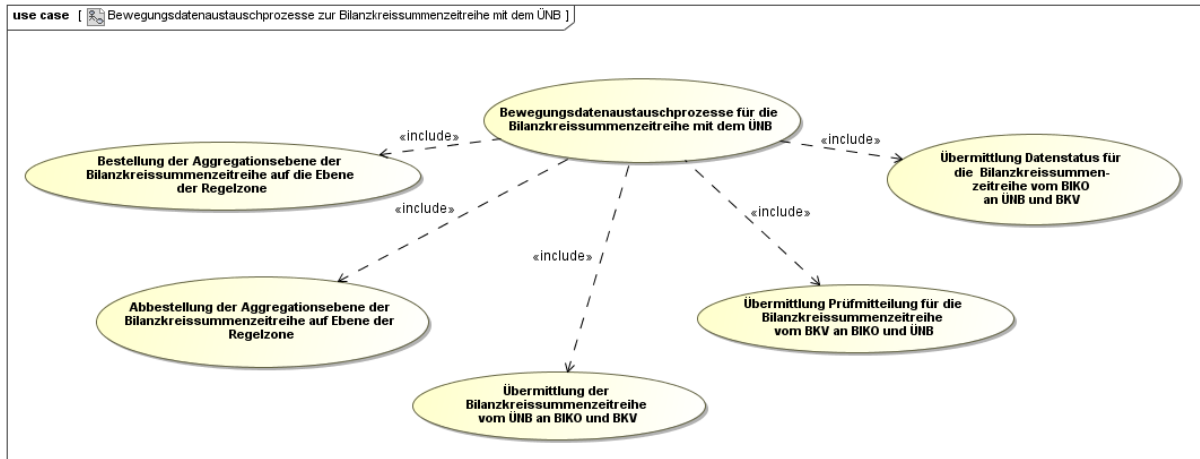 use case [ Bewegungsdatenaustauschprozesse zur Bilanzkreissummenzeitreihe mit dem ÜNB ]
Bewegungsdatenaustauschprozesse für die
Bilanzkreissummenzeitreihe mit dem ÜNB
«include»
«include»
«include»
«include»
«include»
Bestellung der Aggregationsebene der
Bilanzkreissummenzeitreihe auf die Ebene
der Regelzone
Übermittlung Datenstatus für
die Bilanzkreissummen-
zeitreihe vom BIKO
an ÜNB und BKV
Abbestellung der Aggregationsebene der
Bilanzkreissummenzeitreihe auf Ebene der
Regelzone
Übermittlung Prüfmitteilung für die
Bilanzkreissummenzeitreihe
vom BKV an BIKO und ÜNB
Übermittlung der
Bilanzkreissummenzeitreihe
vom ÜNB an BIKO und BKV